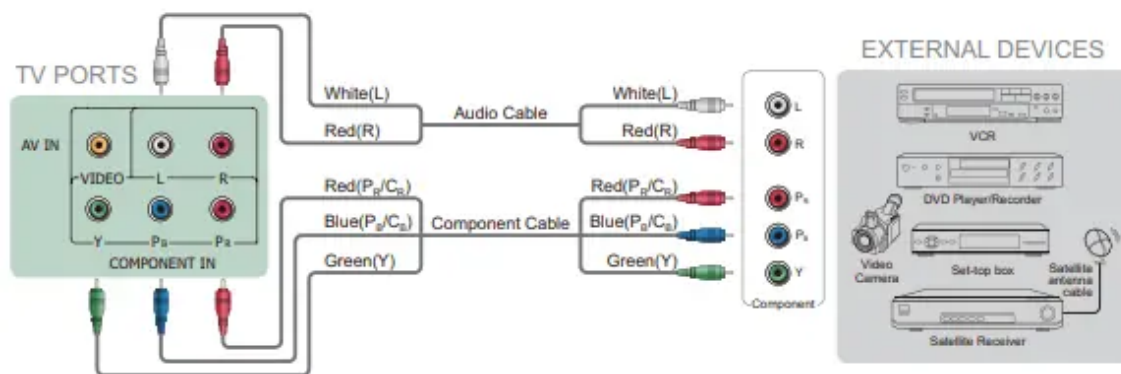 TV PORTS
AV IN
VIDEO L R
Y PB PR
COMPONENT IN
White(L)
Red(R)
Audio Cable
White(L)
Red(R)
Red(PR/CR)
Blue(PB/CB)
Green(Y)
Component Cable
Red(PR/CR)
Blue(PB/CB)
Green(Y)
L
R
PR
PB
Y
Component
EXTERNAL DEVICES
VCR
DVD Player/Recorder
Video
Camera
Set-top box
Satellite
antenna
cable
Satellite Receiver